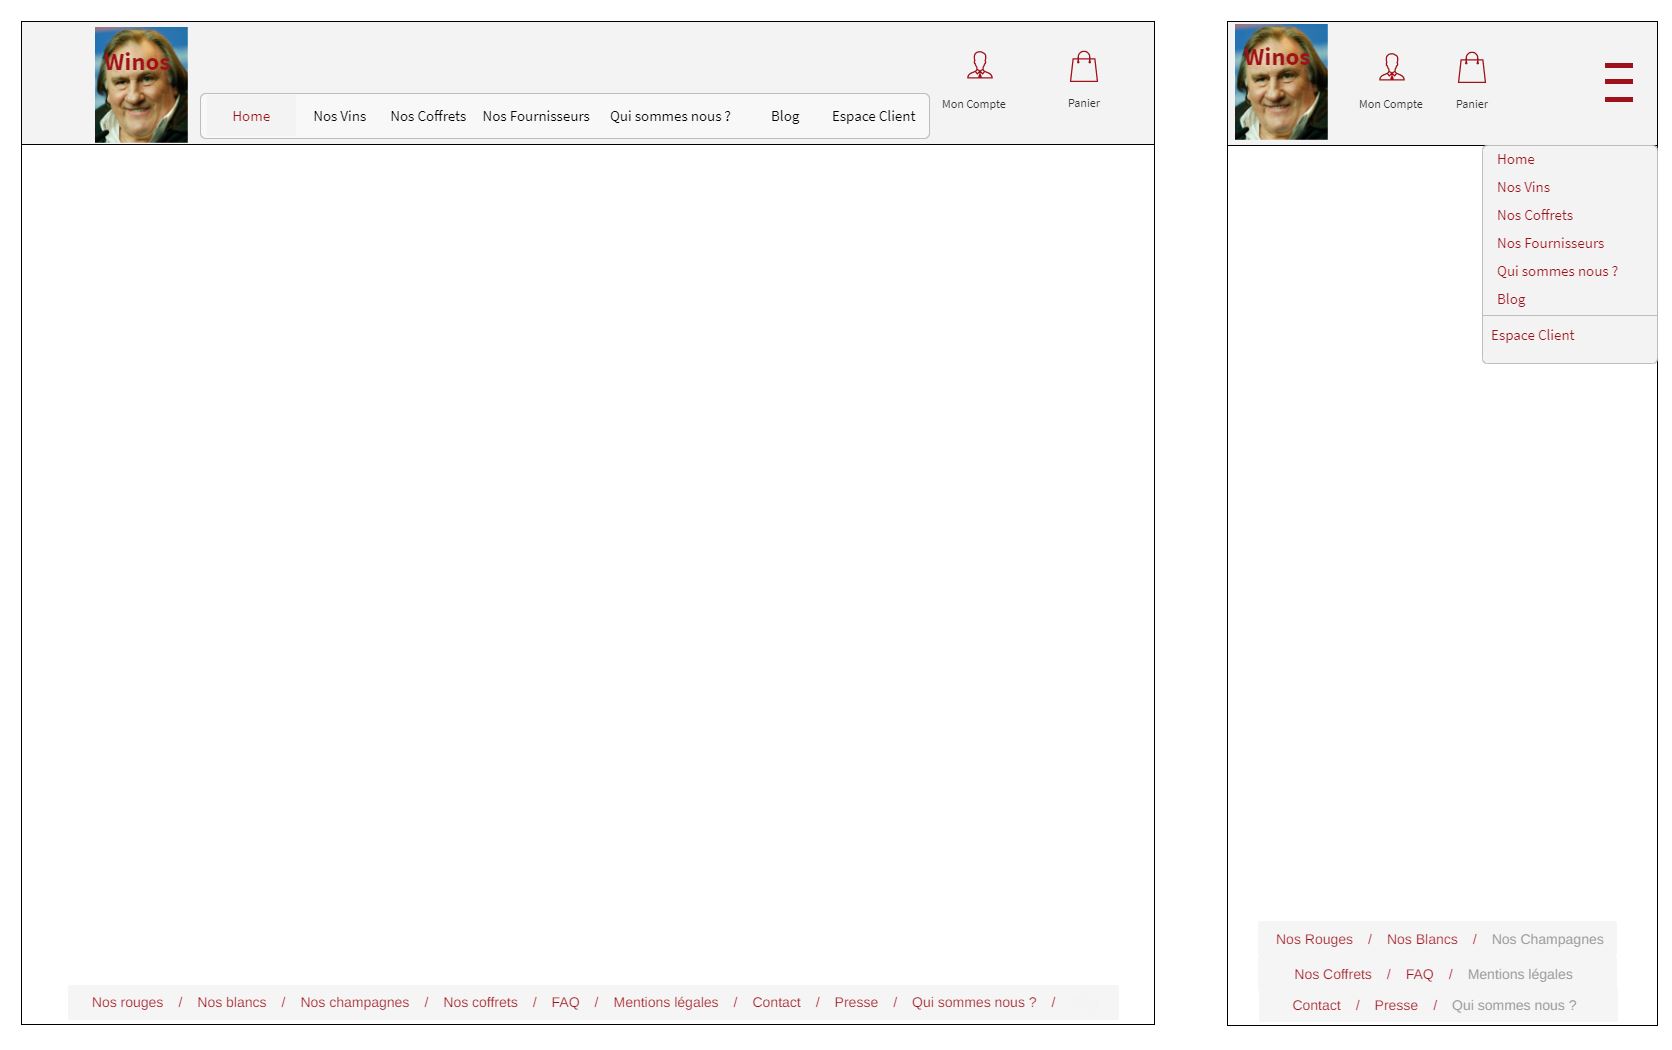 Winos
Mon Compte
Panier
Home Nos Vins Nos Coffrets Nos Fournisseurs Qui sommes nous ? Blog Espace Client
Nos rouges / Nos blancs / Nos champagnes / Nos coffrets / FAQ / Mentions légales / Contact / Presse / Qui sommes nous ? /
Winos
Mon Compte
Panier
Home
Nos Vins
Nos Coffrets
Nos Fournisseurs
Qui sommes nous ?
Blog
Espace Client
Nos Rouges / Nos Blancs / Nos Champagnes
Nos Coffrets / FAQ / Mentions légales
Contact / Presse / Qui sommes nous ?